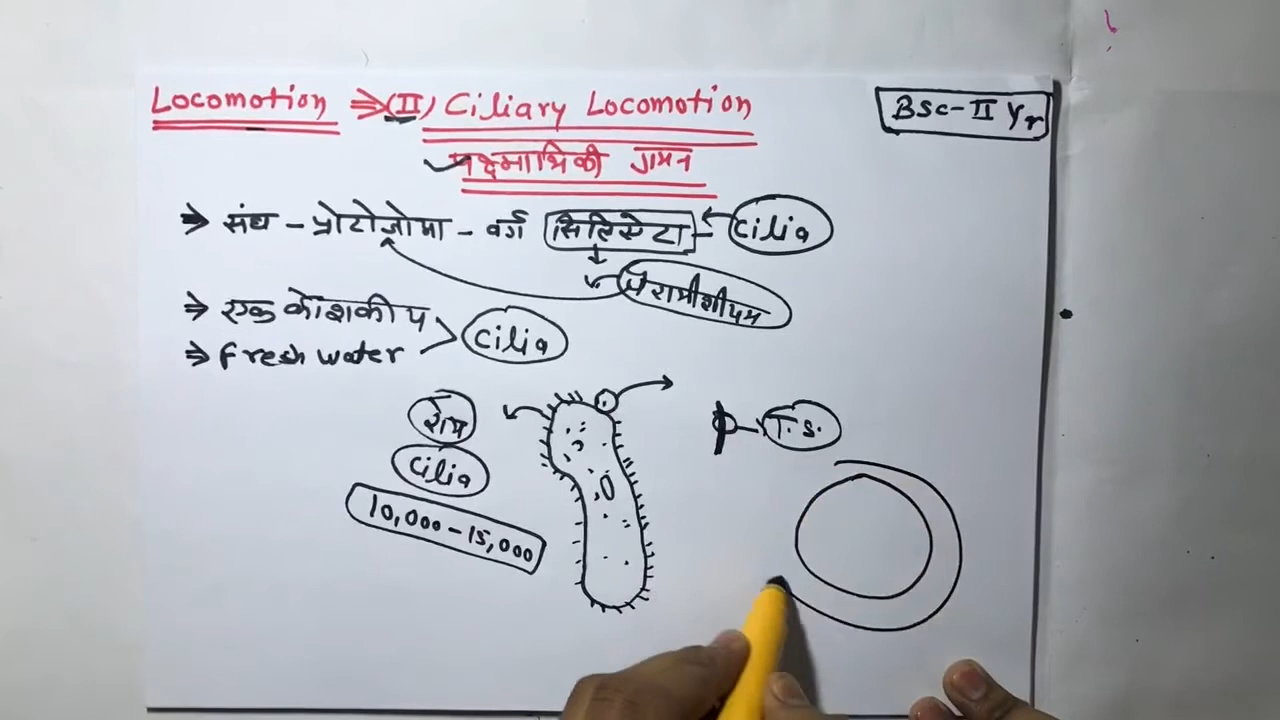 Locomotion ⇒(II) Ciliary Locomotion
BSc-II Yr
पक्ष्माभिकी गमन
⇒ संघ - प्रोटोजोआ - वर्ग सिलिएटा - cilia
पैरामीशीयम
⇒ एक कोशकीय
cilia
⇒ fresh water
रोम
cilia
10,000-15,000
T.S.